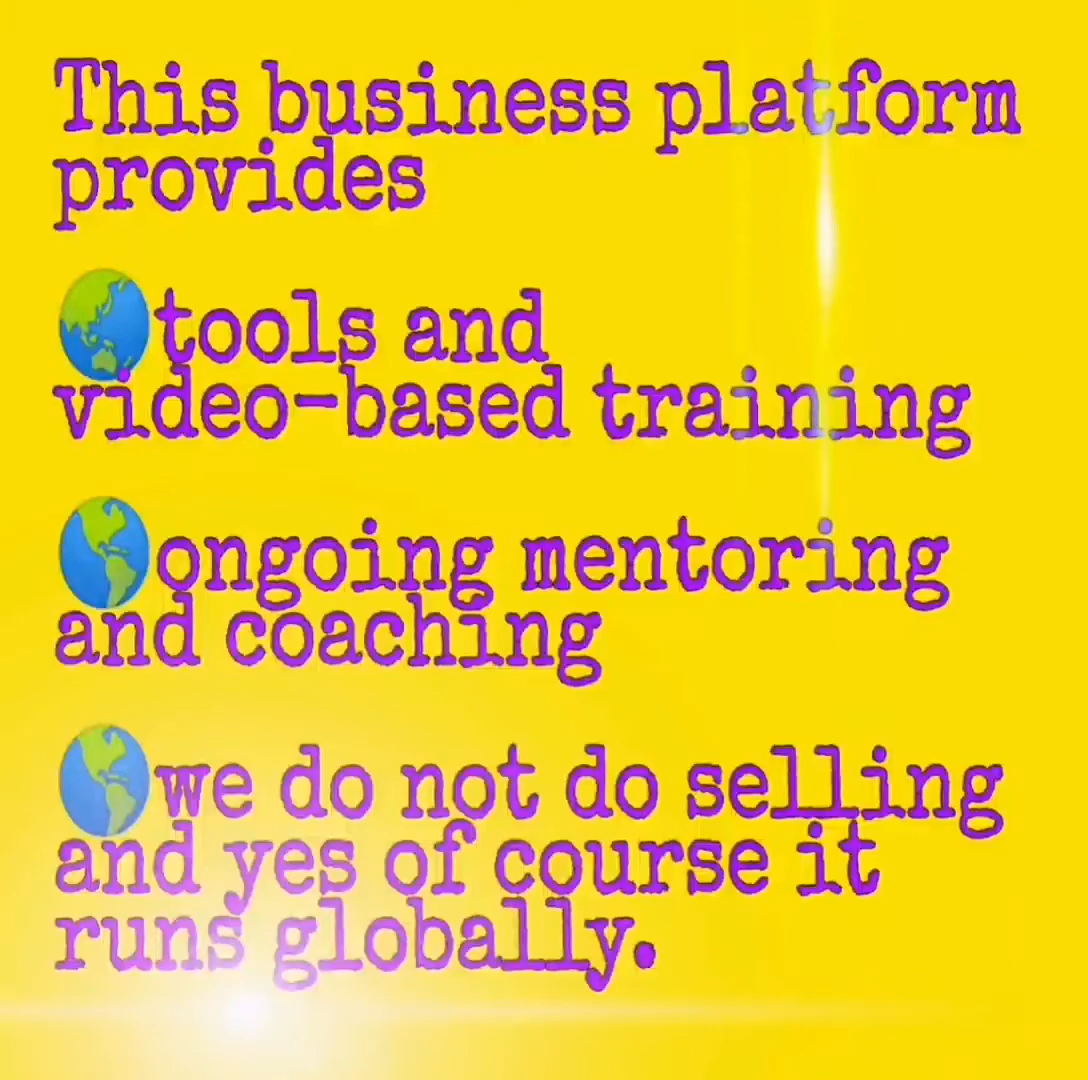 This business platform
provides
🌏tools and
video-based training
🌎ongoing mentoring
and coaching
🌎we do not do selling
and yes of course it
runs globally.